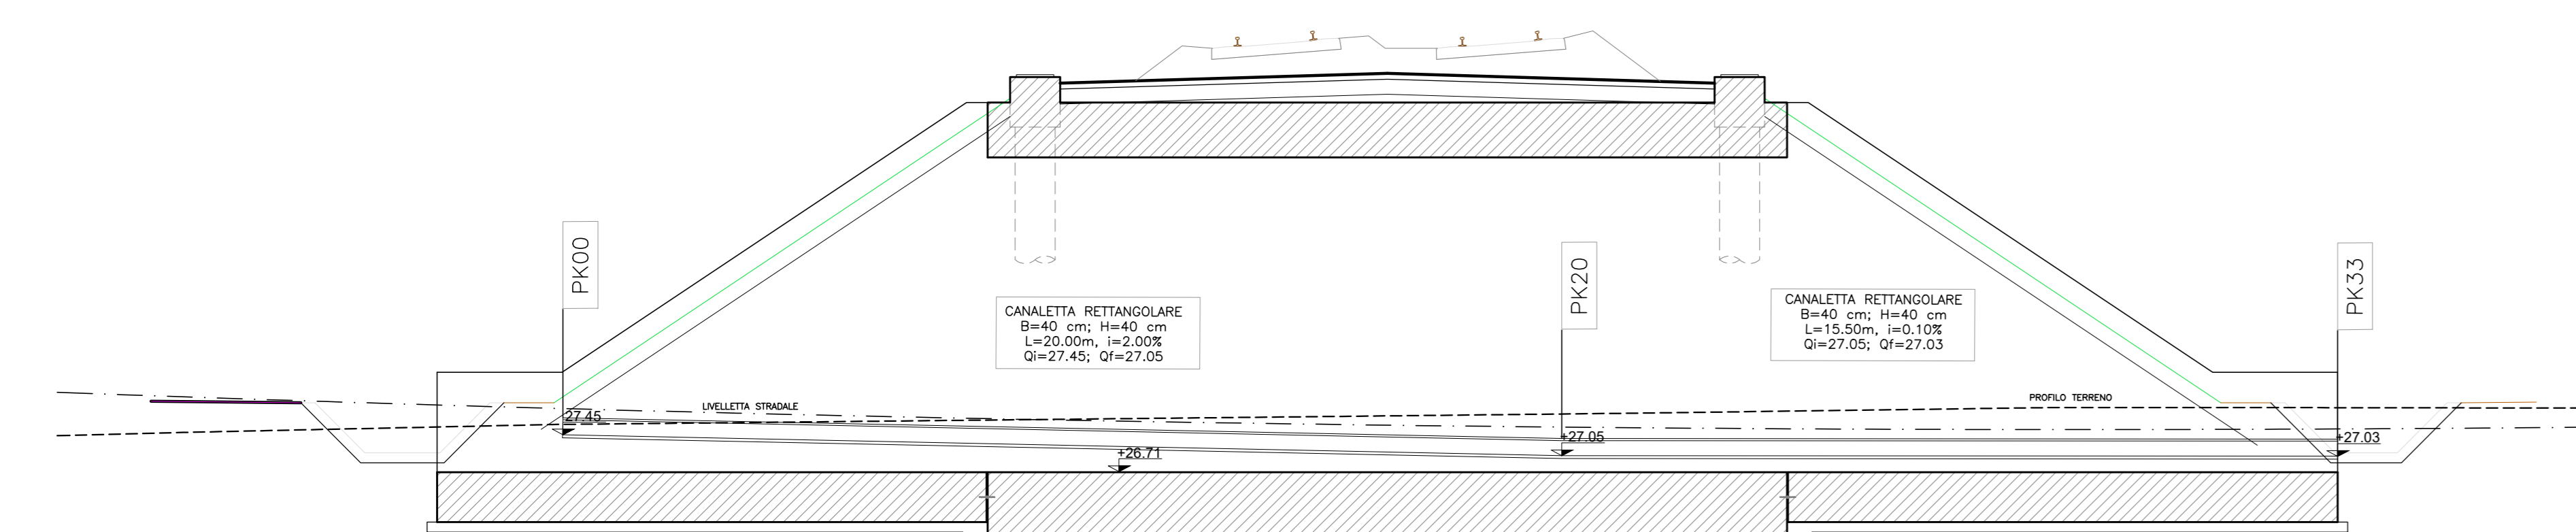 PK00
PK20
PK33
CANALETTA RETTANGOLARE
B=40 cm; H=40 cm
L=20.00m, i=2.00%
Qi=27.45; Qf=27.05
CANALETTA RETTANGOLARE
B=40 cm; H=40 cm
L=15.50m, i=0.10%
Qi=27.05; Qf=27.03
LIVELLETTA STRADALE
PROFILO TERRENO
27.45
+26.71
+27.05
+27.03